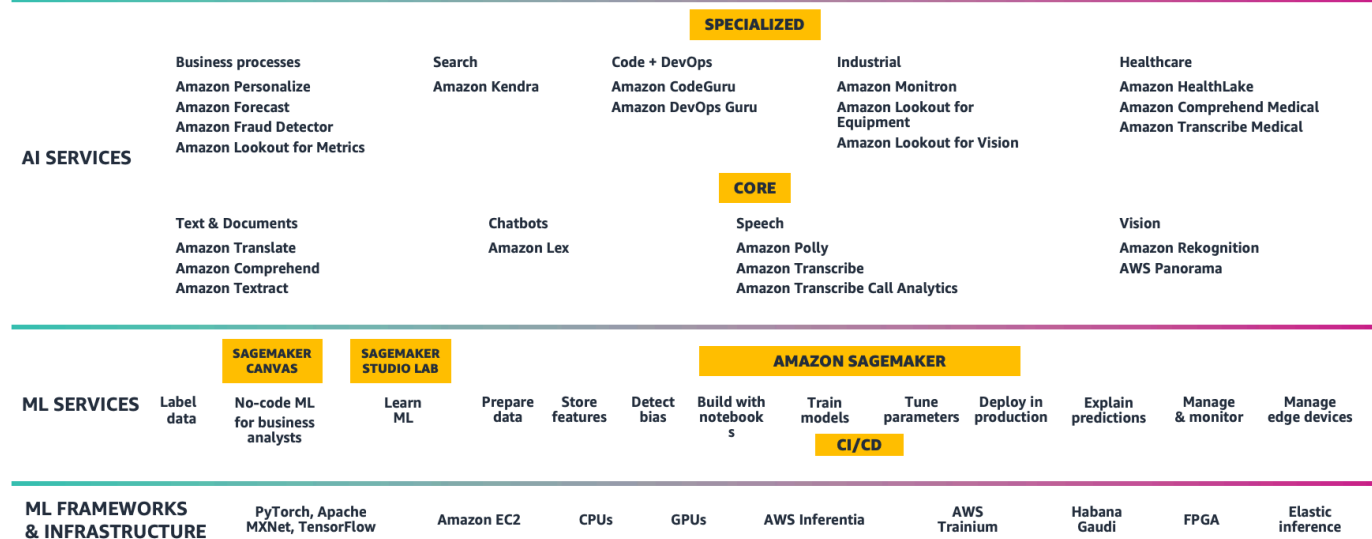 SPECIALIZED
Business processes
Amazon Personalize
Amazon Forecast
Amazon Fraud Detector
Amazon Lookout for Metrics
Search
Amazon Kendra
Code + DevOps
Amazon CodeGuru
Amazon DevOps Guru
Industrial
Amazon Monitron
Amazon Lookout for
Equipment
Amazon Lookout for Vision
Healthcare
Amazon HealthLake
Amazon Comprehend Medical
Amazon Transcribe Medical
AI SERVICES
CORE
Text & Documents
Amazon Translate
Amazon Comprehend
Amazon Textract
Chatbots
Amazon Lex
Speech
Amazon Polly
Amazon Transcribe
Amazon Transcribe Call Analytics
Vision
Amazon Rekognition
AWS Panorama
ML SERVICES
Label
data
SAGEMAKER
CANVAS
No-code ML
for business
analysts
SAGEMAKER
STUDIO LAB
Learn
ML
AMAZON SAGEMAKER
Prepare
data
Store
features
Detect
bias
Build with
notebook
s
Train
models
Tune
parameters
Deploy in
production
Explain
predictions
Manage
& monitor
Manage
edge devices
CI/CD
ML FRAMEWORKS
& INFRASTRUCTURE
PyTorch, Apache
MXNet, TensorFlow
Amazon EC2
CPUs
GPUs
AWS Inferentia
AWS
Trainium
Habana
Gaudi
FPGA
Elastic
inference